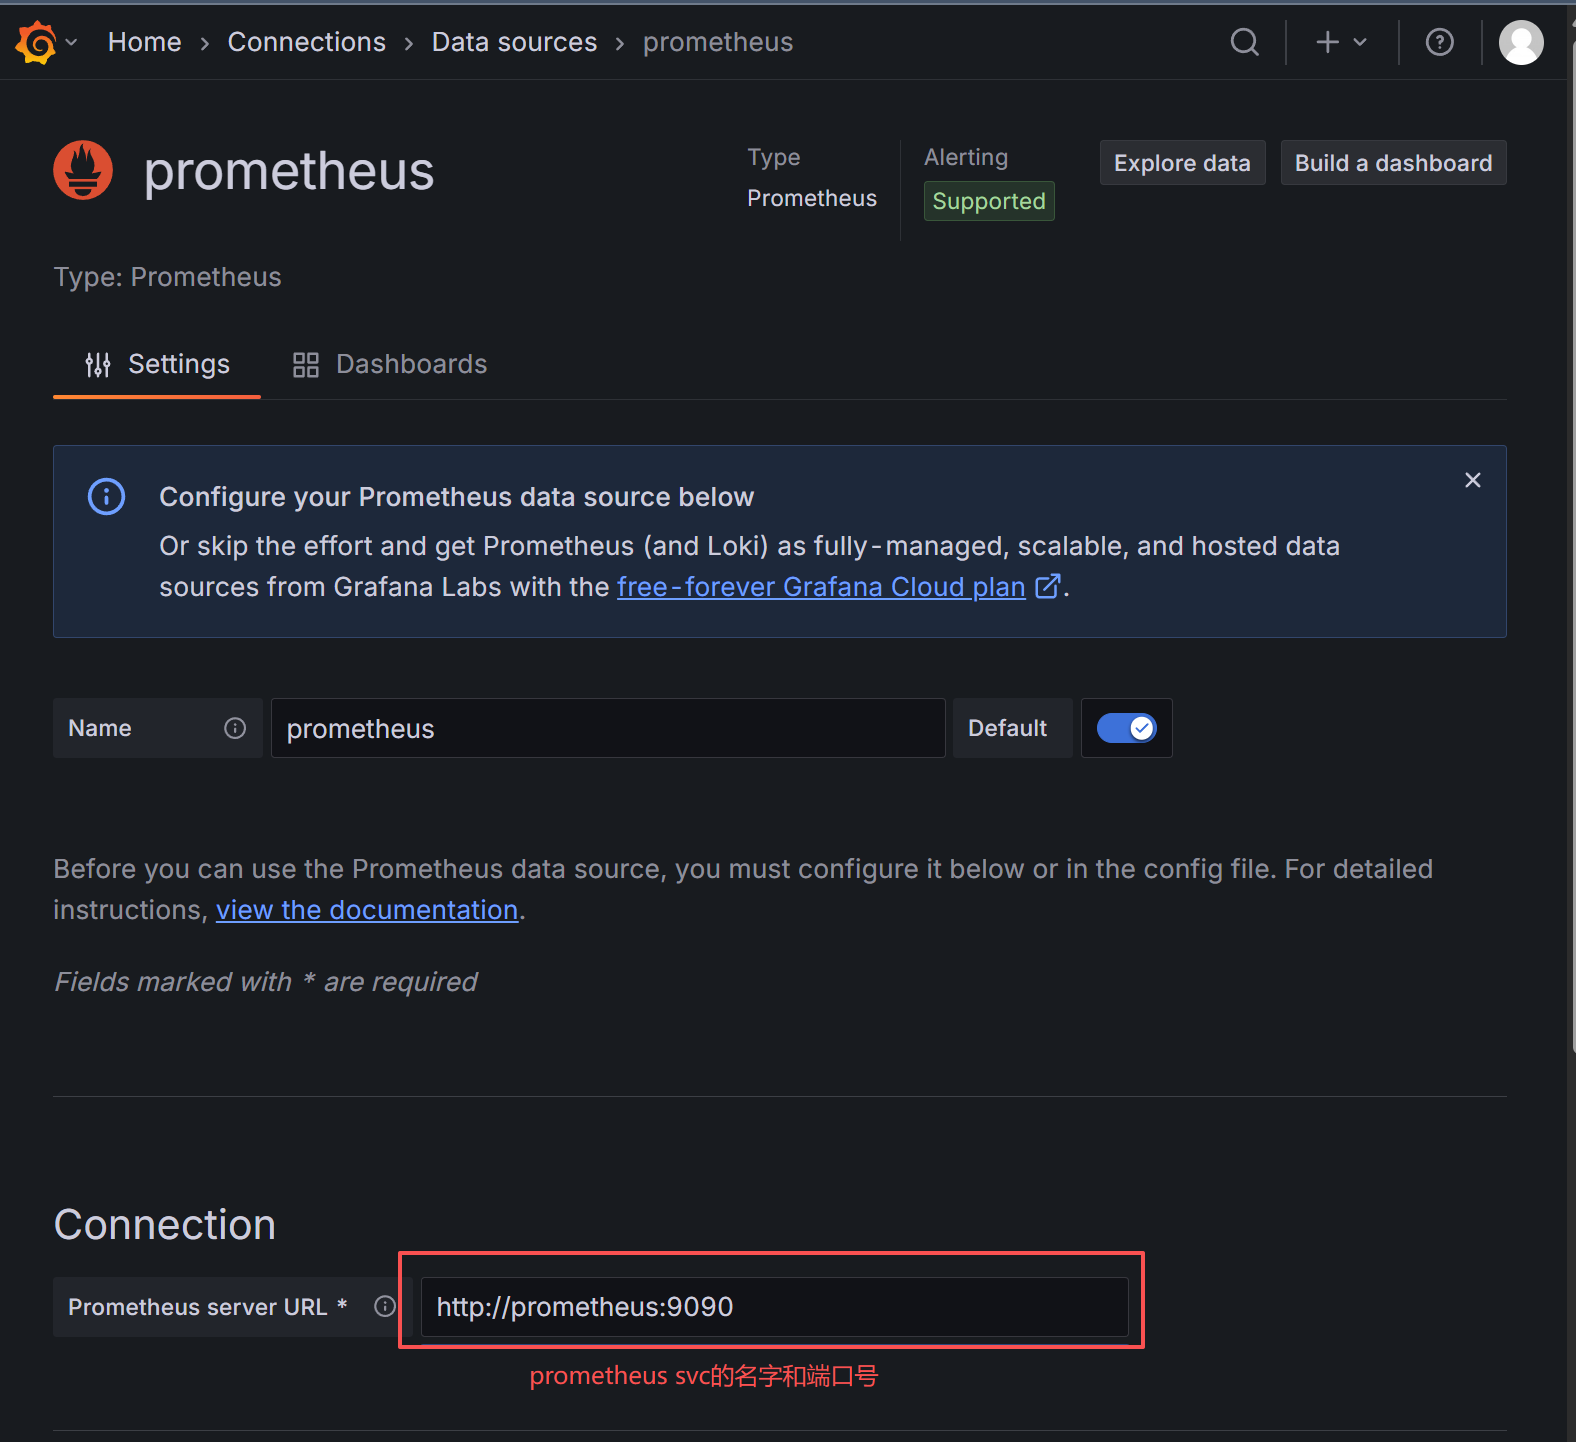 Home › Connections › Data sources › prometheus
prometheus
Type
Prometheus
Alerting
Supported
Explore data
Build a dashboard
Type: Prometheus
Settings
Dashboards
Configure your Prometheus data source below
Or skip the effort and get Prometheus (and Loki) as fully-managed, scalable, and hosted data
sources from Grafana Labs with the free-forever Grafana Cloud plan.
Name
prometheus
Default
Before you can use the Prometheus data source, you must configure it below or in the config file. For detailed
instructions, view the documentation.
Fields marked with * are required
Connection
Prometheus server URL *
http://prometheus:9090
prometheus svc的名字和端口号